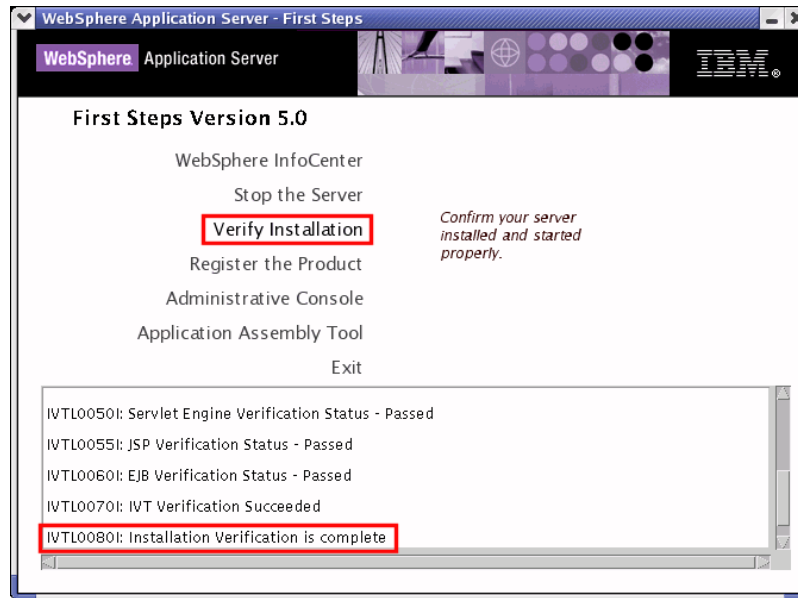 WebSphere Application Server - First Steps
WebSphere Application Server
IBM®
First Steps Version 5.0
WebSphere InfoCenter
Stop the Server
Verify Installation
Confirm your server
installed and started
properly.
Register the Product
Administrative Console
Application Assembly Tool
Exit
IVTL0050I: Servlet Engine Verification Status - Passed
IVTL0055I: JSP Verification Status - Passed
IVTL0060I: EJB Verification Status - Passed
IVTL0070I: IVT Verification Succeeded
IVTL0080I: Installation Verification is complete